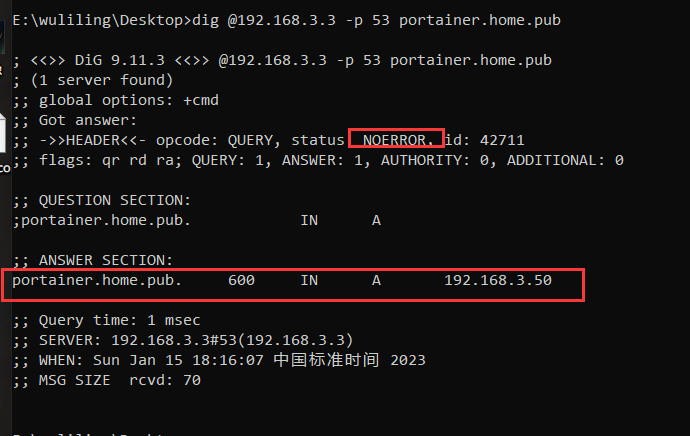 E:\wuliling\Desktop>dig @192.168.3.3 -p 53 portainer.home.pub
; <<>> DiG 9.11.3 <<>> @192.168.3.3 -p 53 portainer.home.pub
; (1 server found)
;; global options: +cmd
;; Got answer:
;; ->>HEADER<<- opcode: QUERY, status NOERROR, id: 42711
;; flags: qr rd ra; QUERY: 1, ANSWER: 1, AUTHORITY: 0, ADDITIONAL: 0
;; QUESTION SECTION:
;portainer.home.pub. IN A
;; ANSWER SECTION:
portainer.home.pub. 600 IN A 192.168.3.50
;; Query time: 1 msec
;; SERVER: 192.168.3.3#53(192.168.3.3)
;; WHEN: Sun Jan 15 18:16:07 中国标准时间 2023
;; MSG SIZE rcvd: 70